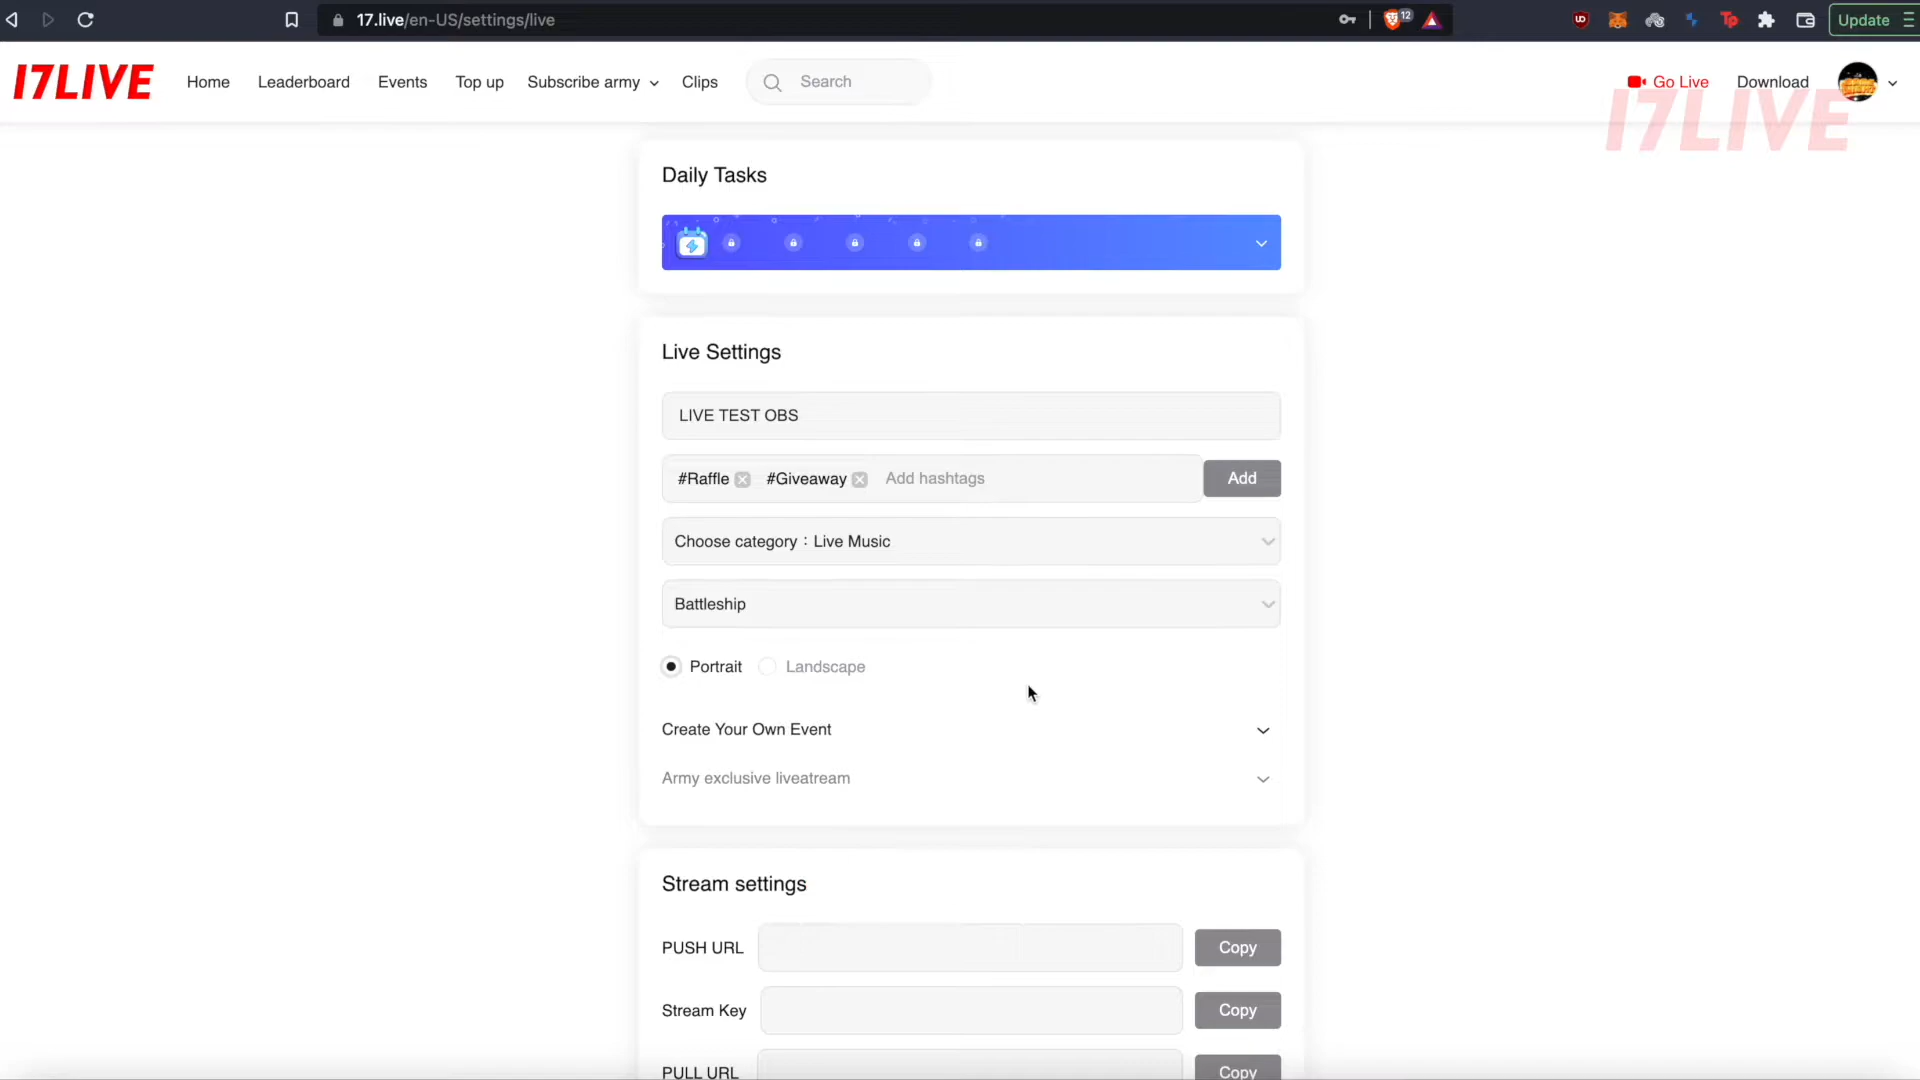 17.live/en-US/settings/live
12
UD
Tp
Update
17LIVE
Home
Leaderboard
Events
Top up
Subscribe army
Clips
Search
Go Live
Download
17LIVE
Daily Tasks
Live Settings
LIVE TEST OBS
#Raffle #Giveaway Add hashtags
Add
Choose category：Live Music
Battleship
Portrait Landscape
Create Your Own Event
Army exclusive liveatream
Stream settings
PUSH URL
Copy
Stream Key
Copy
PULL URL
Copy